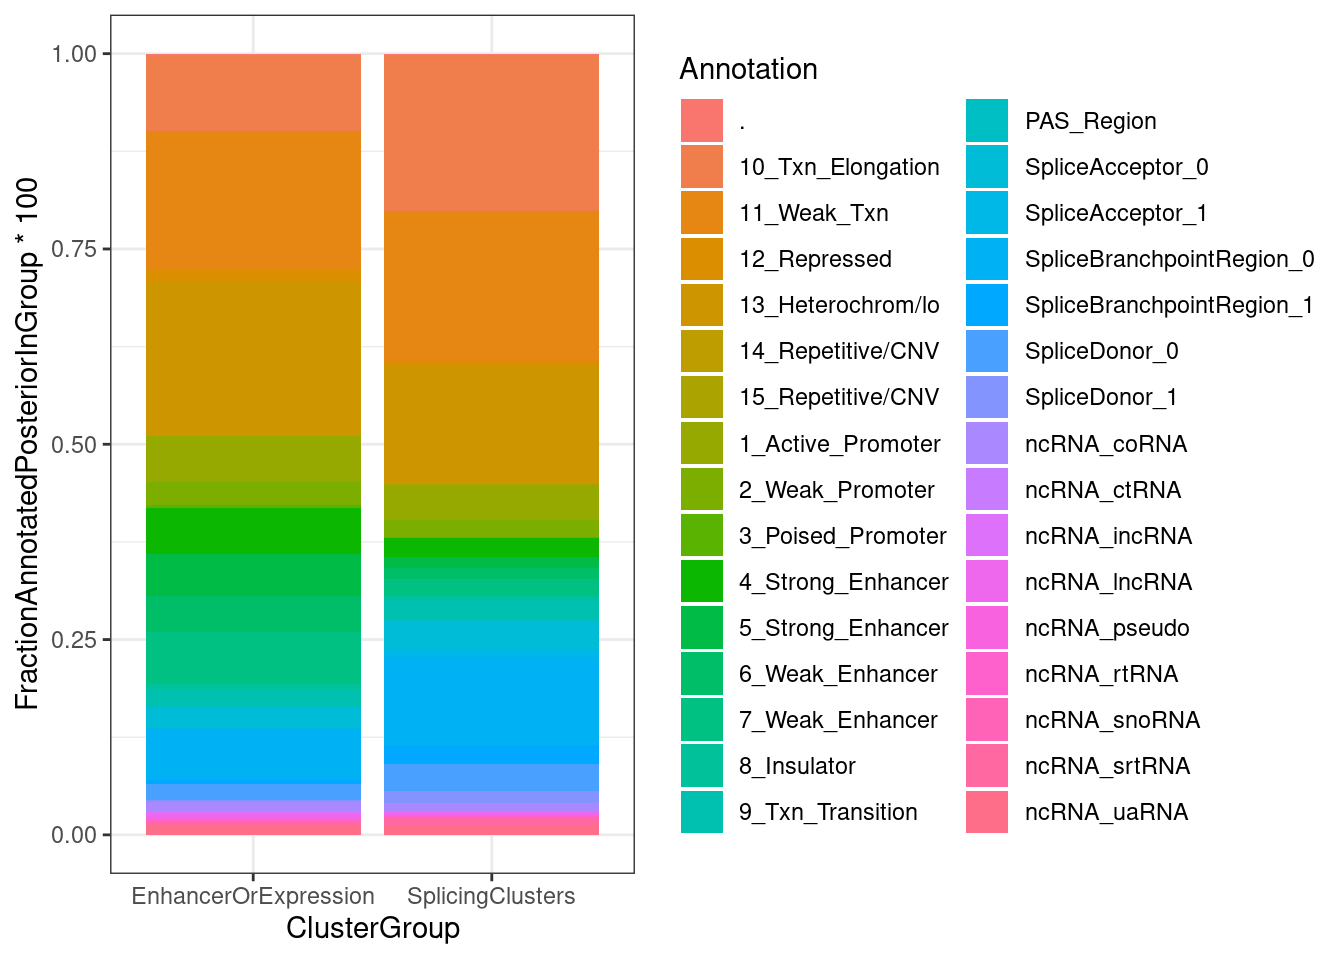 FractionAnnotatedPosteriorInGroup * 100
1.00
0.75
0.50
0.25
0.00
EnhancerOrExpression
SplicingClusters
ClusterGroup
Annotation
.
10_Txn_Elongation
11_Weak_Txn
12_Repressed
13_Heterochrom/lo
14_Repetitive/CNV
15_Repetitive/CNV
1_Active_Promoter
2_Weak_Promoter
3_Poised_Promoter
4_Strong_Enhancer
5_Strong_Enhancer
6_Weak_Enhancer
7_Weak_Enhancer
8_Insulator
9_Txn_Transition
PAS_Region
SpliceAcceptor_0
SpliceAcceptor_1
SpliceBranchpointRegion_0
SpliceBranchpointRegion_1
SpliceDonor_0
SpliceDonor_1
ncRNA_coRNA
ncRNA_ctRNA
ncRNA_incRNA
ncRNA_lncRNA
ncRNA_pseudo
ncRNA_rtRNA
ncRNA_snoRNA
ncRNA_srtRNA
ncRNA_uaRNA